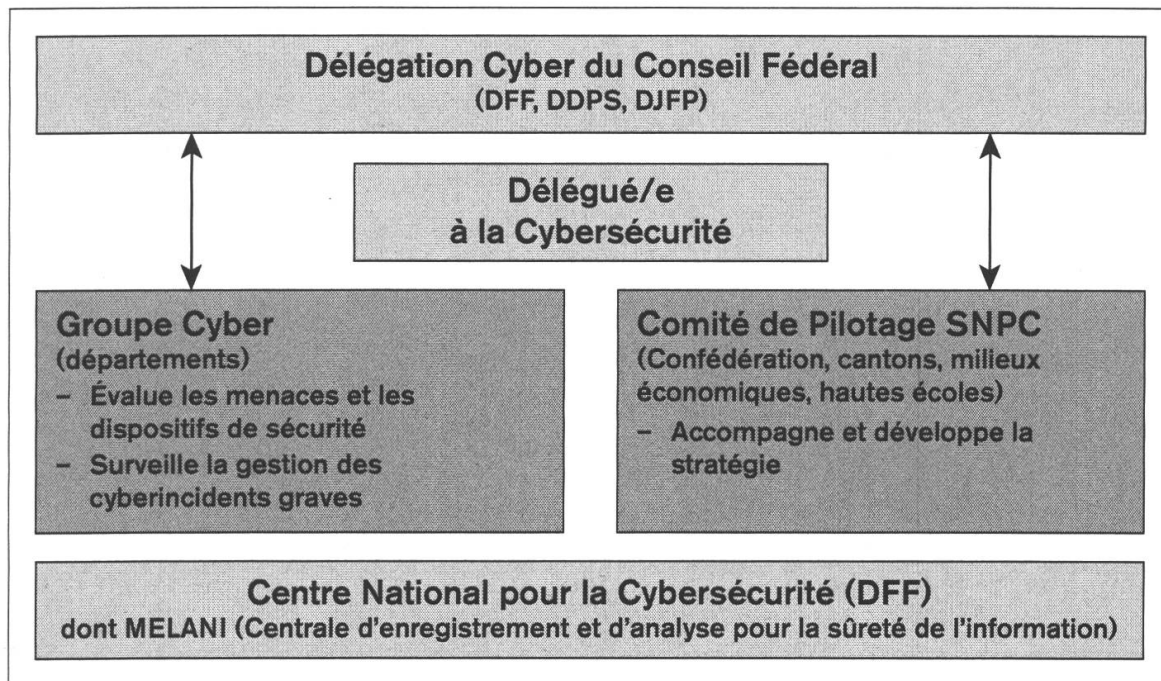 Délégation Cyber du Conseil Fédéral
(DFF, DDPS, DJFP)
Délégué/e
à la Cybersécurité
Groupe Cyber
(départements)
– Évalue les menaces et les
dispositifs de sécurité
– Surveille la gestion des
cyberincidents graves
Comité de Pilotage SNPC
(Confédération, cantons, milieux
économiques, hautes écoles)
– Accompagne et développe la
stratégie
Centre National pour la Cybersécurité (DFF)
dont MELANI (Centrale d'enregistrement et d'analyse pour la sûreté de l'information)